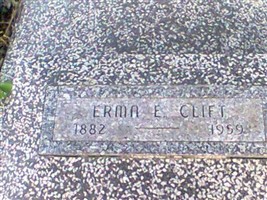 ERMA E. CLIFT
1882 — 1959